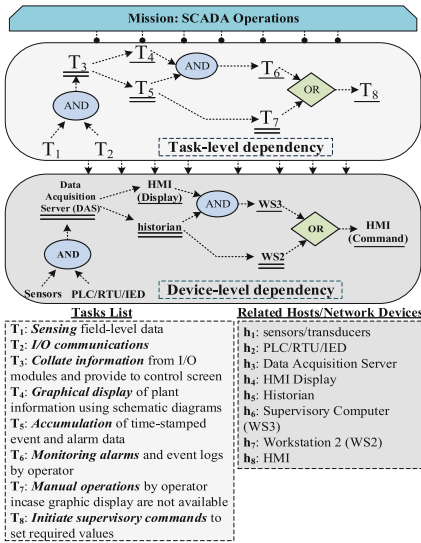 Mission: SCADA Operations
T3
T4
AND
T5
T6
OR
T8
AND
T7
T1
T2
Task-level dependency
Data
Acquisition
Server (DAS)
HMI
(Display)
AND
WS3
historian
OR
HMI
(Command)
AND
WS2
Sensors
PLC/RTU/IED
Device-level dependency
Tasks List
T1: Sensing field-level data
T2: I/O communications
T3: Collate information from I/O
modules and provide to control screen
T4: Graphical display of plant
information using schematic diagrams
T5: Accumulation of time-stamped
event and alarm data
T6: Monitoring alarms and event logs
by operator
T7: Manual operations by operator
incase graphic display are not available
T8: Initiate supervisory commands to
set required values
Related Hosts/Network Devices
h1: sensors/transducers
h2: PLC/RTU/IED
h3: Data Acquisition Server
h4: HMI Display
h5: Historian
h6: Supervisory Computer
(WS3)
h7: Workstation 2 (WS2)
h8: HMI